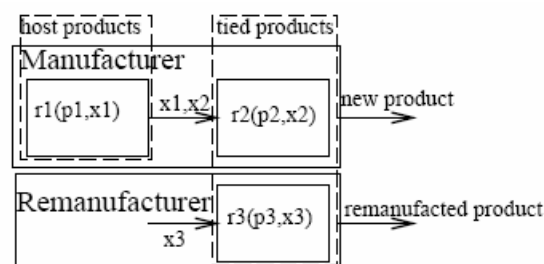 host products
tied products
Manufacturer
r1(p1,x1)
x1,x2
r2(p2,x2)
new product
Remanufacturer
x3
r3(p3,x3)
remanufacted product